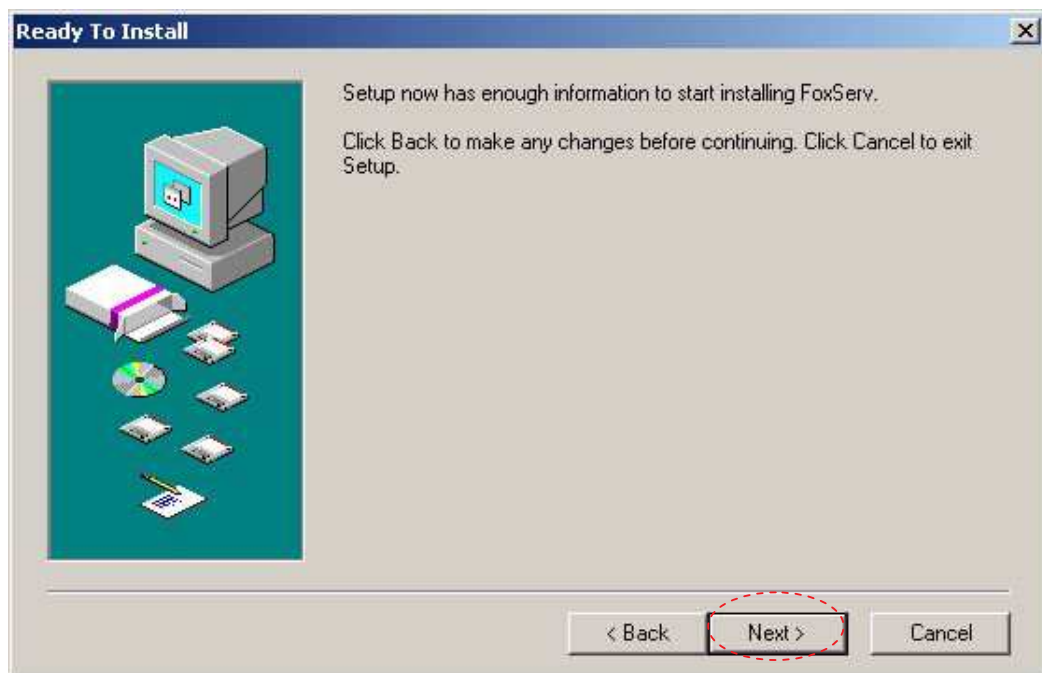 Ready To Install
Setup now has enough information to start installing FoxServ.
Click Back to make any changes before continuing. Click Cancel to exit
Setup.
< Back
Next >
Cancel